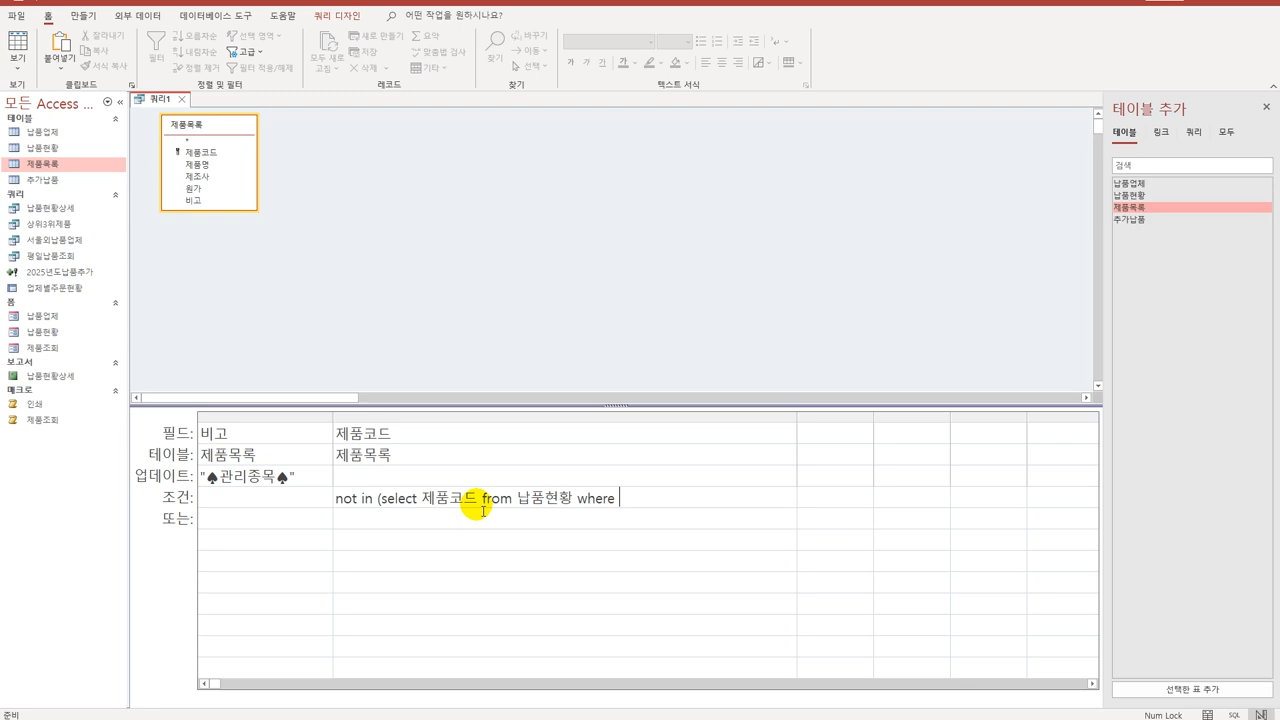 파일 홈 만들기 외부 데이터 데이터베이스 도구 도움말 쿼리 디자인 어떤 작업을 원하시나요?
보기
붙여넣기
잘라내기
복사
서식 복사
필터
오름차순
내림차순
정렬 제거
선택 영역
고급
필터 적용/해제
모두 새로 고침
새로 만들기
저장
삭제
요약
맞춤법 검사
기타
찾기
바꾸기
이동
선택
가 가 가
보기 클립보드 정렬 및 필터 레코드 찾기 텍스트 서식
모든 Access ...
테이블
납품업체
납품현황
제품목록
추가납품
쿼리
납품현황상세
상위3위제품
서울외납품업체
평일납품조회
2025년도납품추가
업체별주문현황
폼
납품업체
납품현황
제품조회
보고서
납품현황상세
매크로
인쇄
제품조회
쿼리1
제품목록
*
제품코드
제품명
제조사
원가
비고
필드: 비고 제품코드
테이블: 제품목록 제품목록
업데이트: "♠관리종목♠"
조건: not in (select 제품코드 from 납품현황 where
또는:
테이블 추가
테이블 링크 쿼리 모두
검색
납품업체
납품현황
제품목록
추가납품
선택한 표 추가
준비 Num Lock SQL